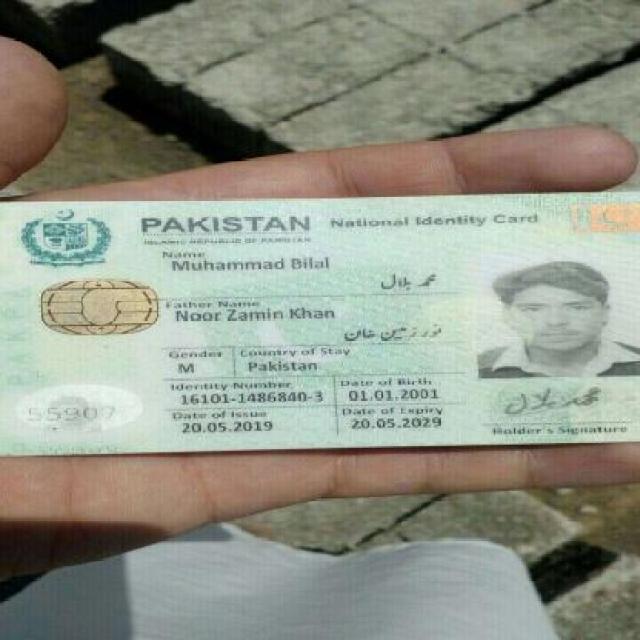 PAKISTAN National Identity Card
ISLAMIC REPUBLIC OF PAKISTAN
Name
Muhammad Bilal
محمد بلال
Father Name
Noor Zamin Khan
نور زمین خان
Gender Country of Stay
M Pakistan
Identity Number Date of Birth
16101-1486840-3 01.01.2001
Date of Issue Date of Expiry
20.05.2019 20.05.2029
55907
محمد بلال
Holder's Signature